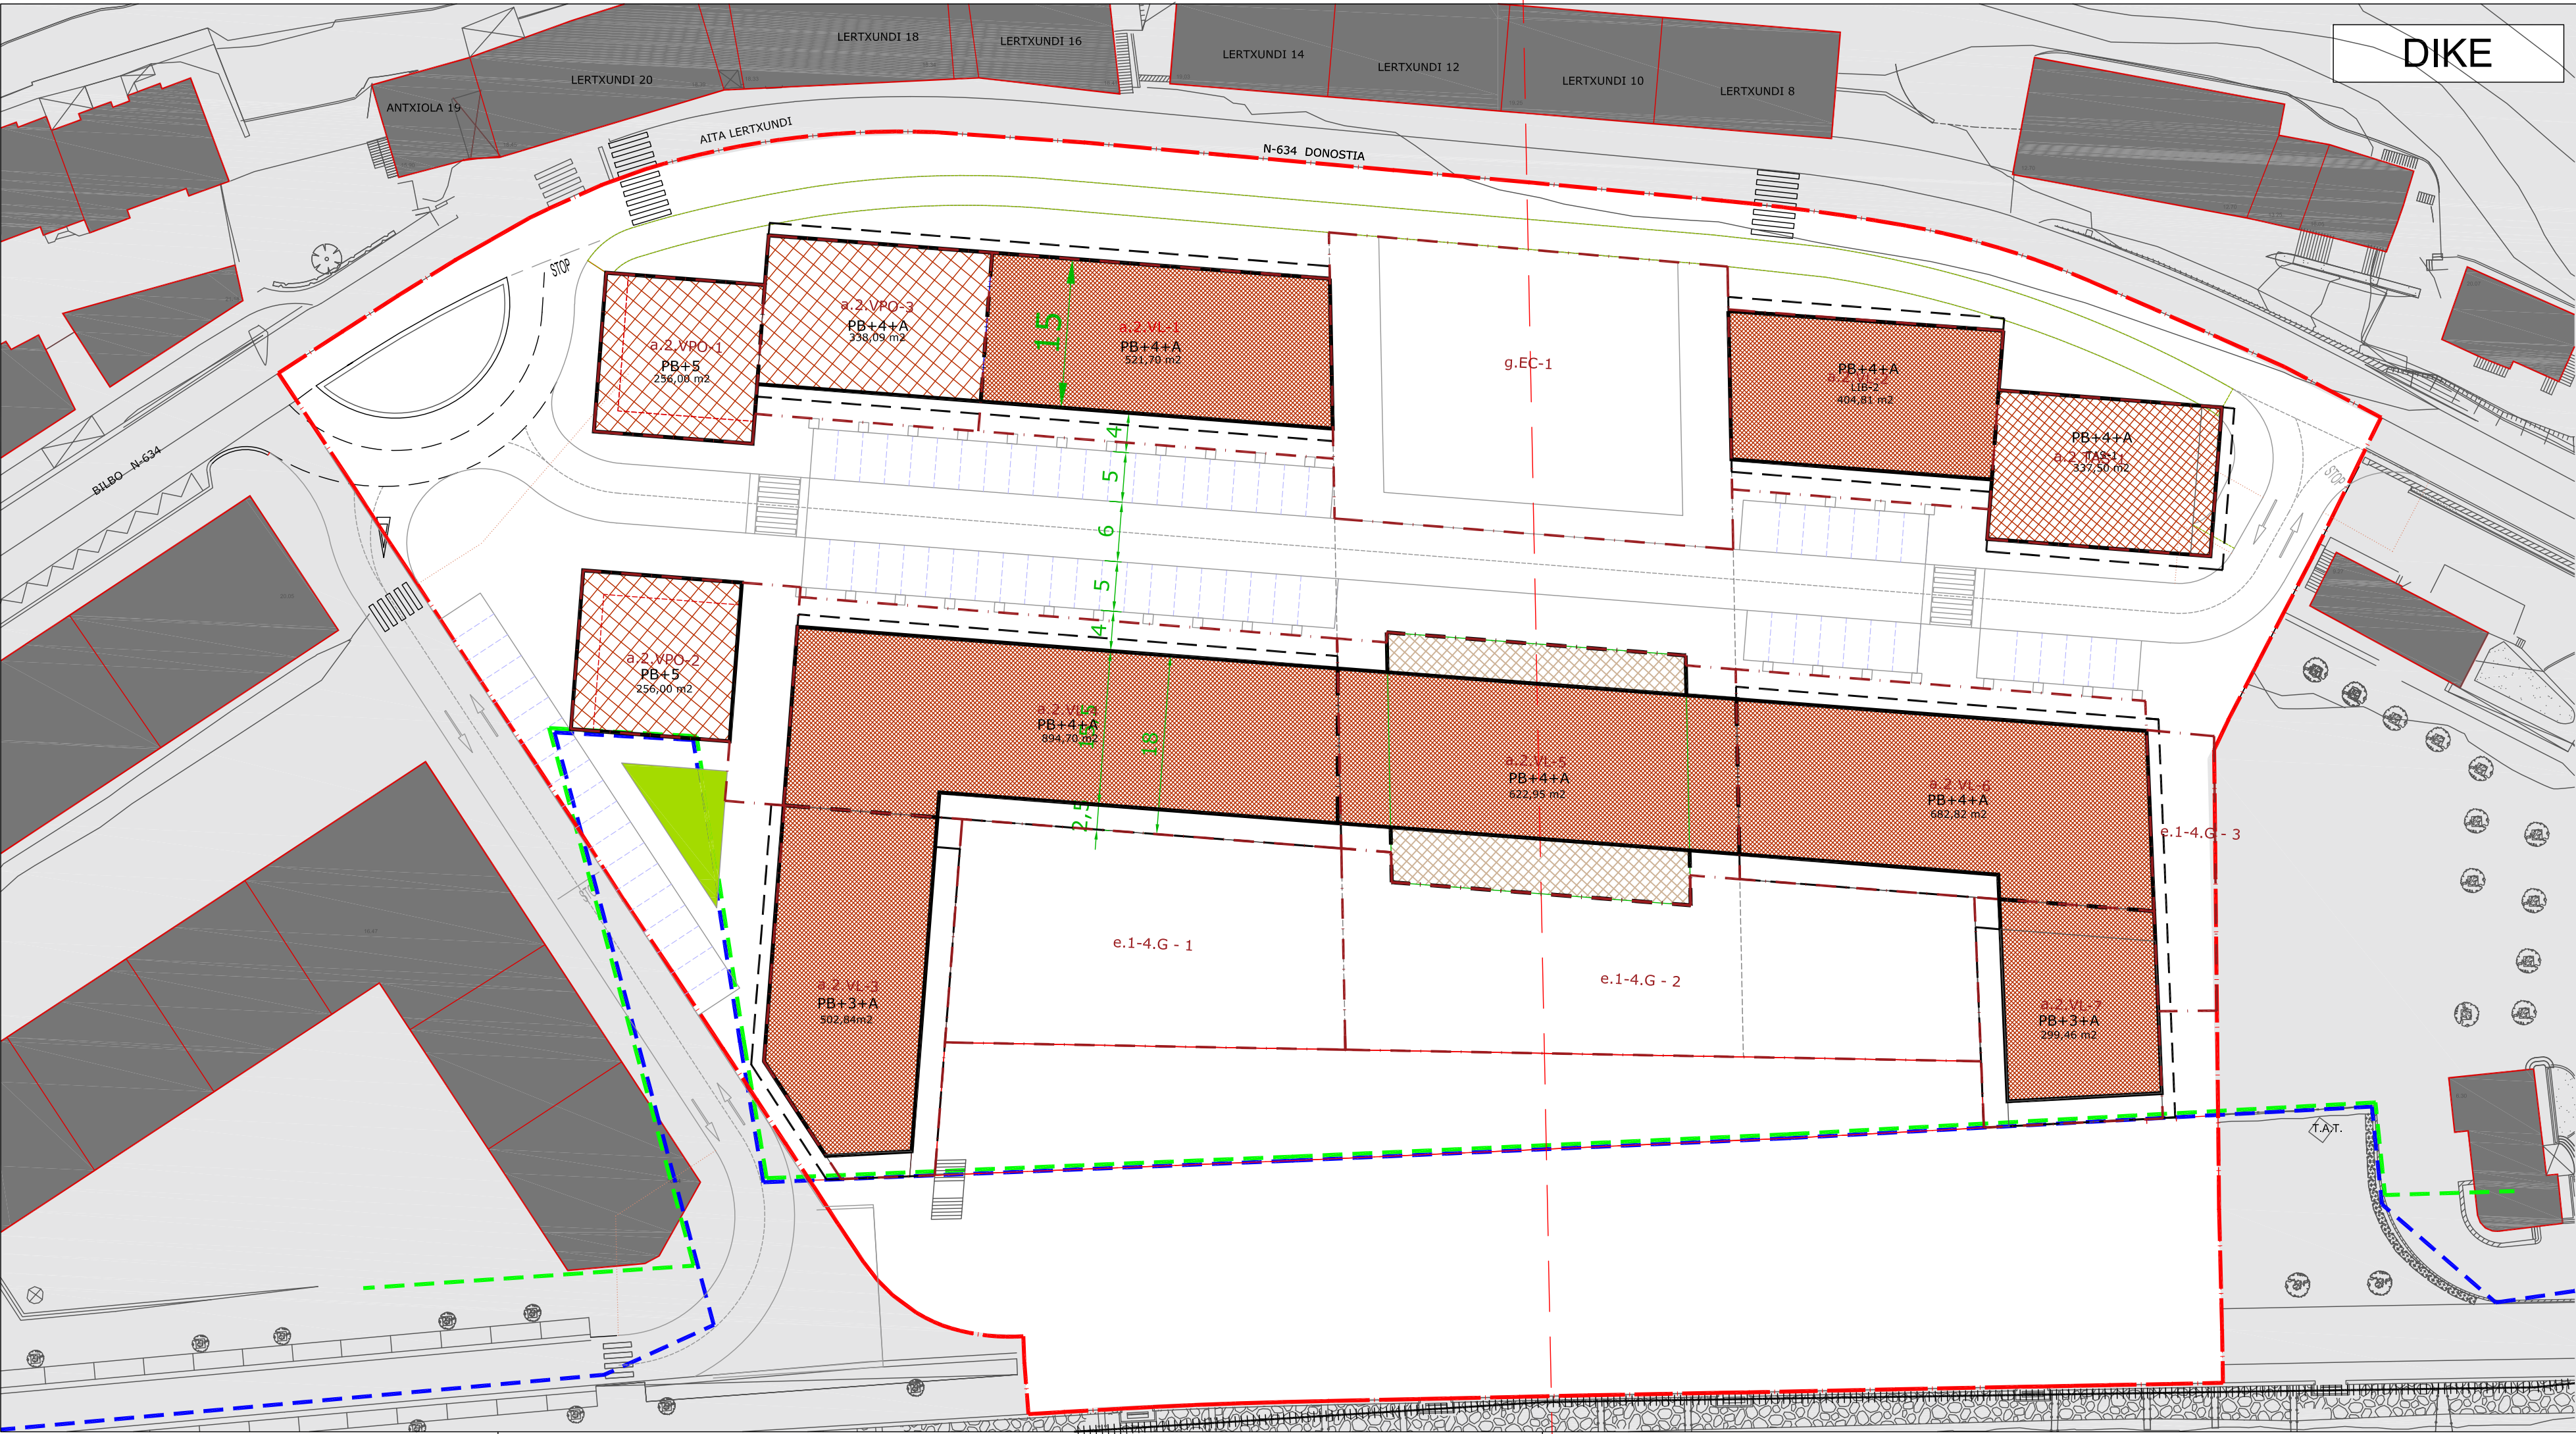 DIKE
LERTXUNDI 18
LERTXUNDI 16
LERTXUNDI 14
LERTXUNDI 12
LERTXUNDI 10
LERTXUNDI 8
LERTXUNDI 20
ANTXIOLA 19
AITA LERTXUNDI
N-634 DONOSTIA
STOP
BILBO N-634
a.2.VPO-1
PB+5
256,00 m2
a.2.VPO-3
PB+4+A
338,09 m2
15
a.2.VL-1
PB+4+A
521,70 m2
g.EC-1
PB+4+A
LIB-2
404,81 m2
PB+4+A
TAS-1
337,50 m2
STOP
4
5
6
5
4
a.2.VPO-2
PB+5
256,00 m2
PB+4+A
894,70 m2
18
2,5
a.2.VL-5
PB+4+A
622,95 m2
a.2.VL-6
PB+4+A
682,82 m2
e.1-4.G - 3
e.1-4.G - 1
e.1-4.G - 2
a.2.VL-3
PB+3+A
502,84m2
a.2.VL-7
PB+3+A
299,46 m2
T.A.T.